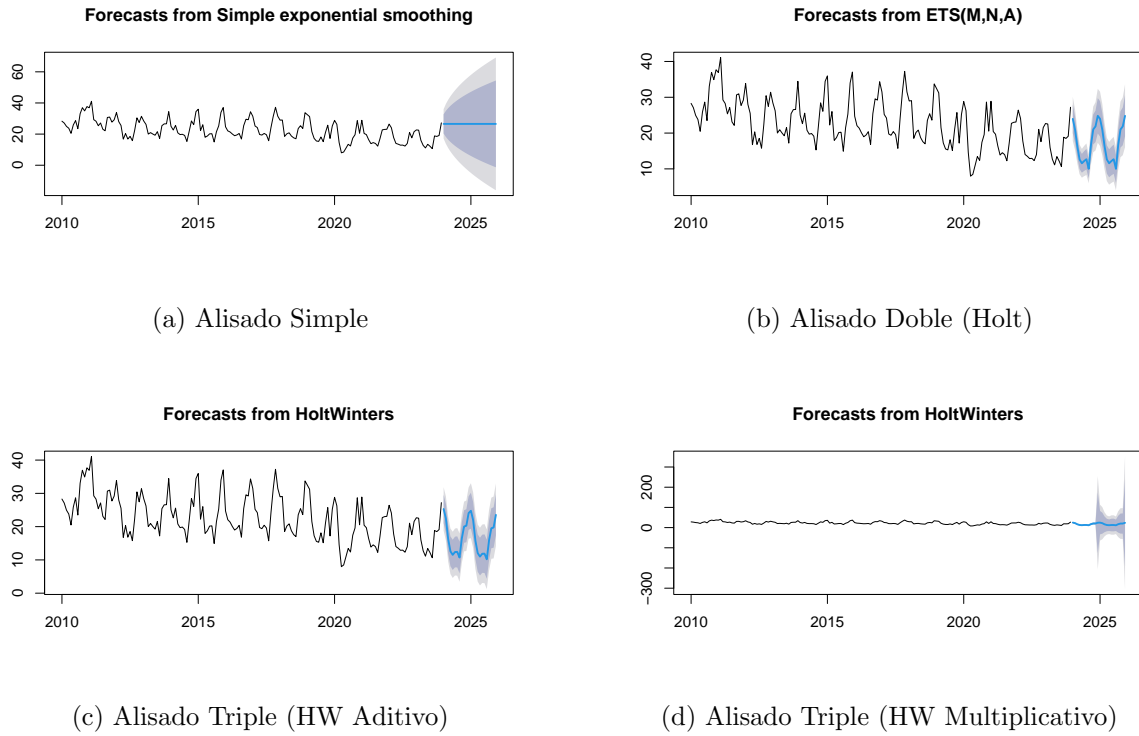 Forecasts from Simple exponential smoothing
0 20 40 60
2010 2015 2020 2025
(a) Alisado Simple
Forecasts from ETS(M,N,A)
10 20 30 40
2010 2015 2020 2025
(b) Alisado Doble (Holt)
Forecasts from HoltWinters
0 10 20 30 40
2010 2015 2020 2025
(c) Alisado Triple (HW Aditivo)
Forecasts from HoltWinters
−300 0 200
2010 2015 2020 2025
(d) Alisado Triple (HW Multiplicativo)